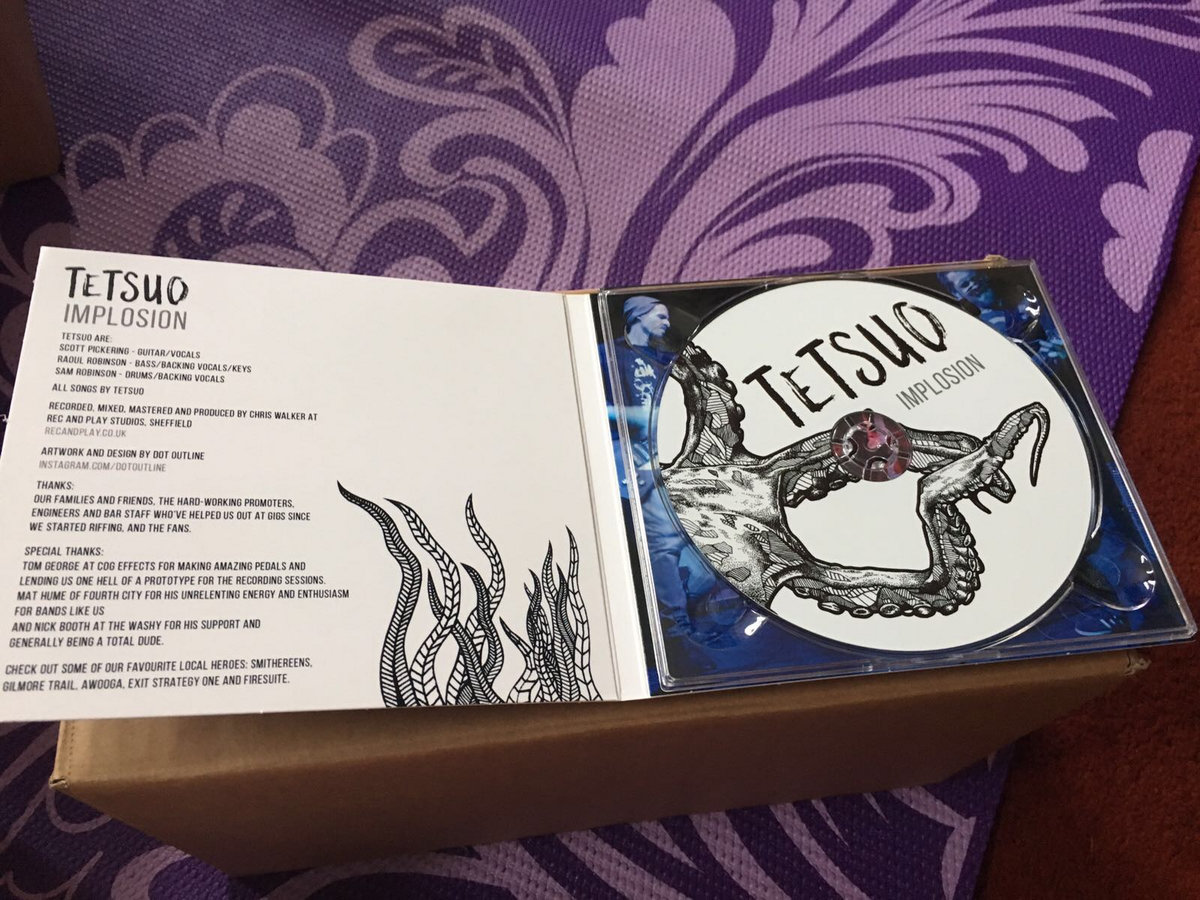 TETSUO
IMPLOSION
TETSUO ARE:
SCOTT PICKERING - GUITAR/VOCALS
RAOUL ROBINSON - BASS/BACKING VOCALS/KEYS
SAM ROBINSON - DRUMS/BACKING VOCALS
ALL SONGS BY TETSUO
RECORDED, MIXED, MASTERED AND PRODUCED BY CHRIS WALKER AT
REC AND PLAY STUDIOS, SHEFFIELD
RECANDPLAY.CO.UK
ARTWORK AND DESIGN BY DOT OUTLINE
INSTAGRAM.COM/DOTOUTLINE
THANKS:
OUR FAMILIES AND FRIENDS, THE HARD-WORKING PROMOTERS,
ENGINEERS AND BAR STAFF WHO'VE HELPED US OUT AT GIGS SINCE
WE STARTED RIFFING, AND THE FANS.
SPECIAL THANKS:
TOM GEORGE AT COG EFFECTS FOR MAKING AMAZING PEDALS AND
LENDING US ONE HELL OF A PROTOTYPE FOR THE RECORDING SESSIONS.
MAT HUME OF FOURTH CITY FOR HIS UNRELENTING ENERGY AND ENTHUSIASM
FOR BANDS LIKE US
AND NICK BOOTH AT THE WASHY FOR HIS SUPPORT AND
GENERALLY BEING A TOTAL DUDE.
CHECK OUT SOME OF OUR FAVOURITE LOCAL HEROES: SMITHEREENS,
GILMORE TRAIL, AWOOGA, EXIT STRATEGY ONE AND FIRESUITE.
TETSUO
IMPLOSION